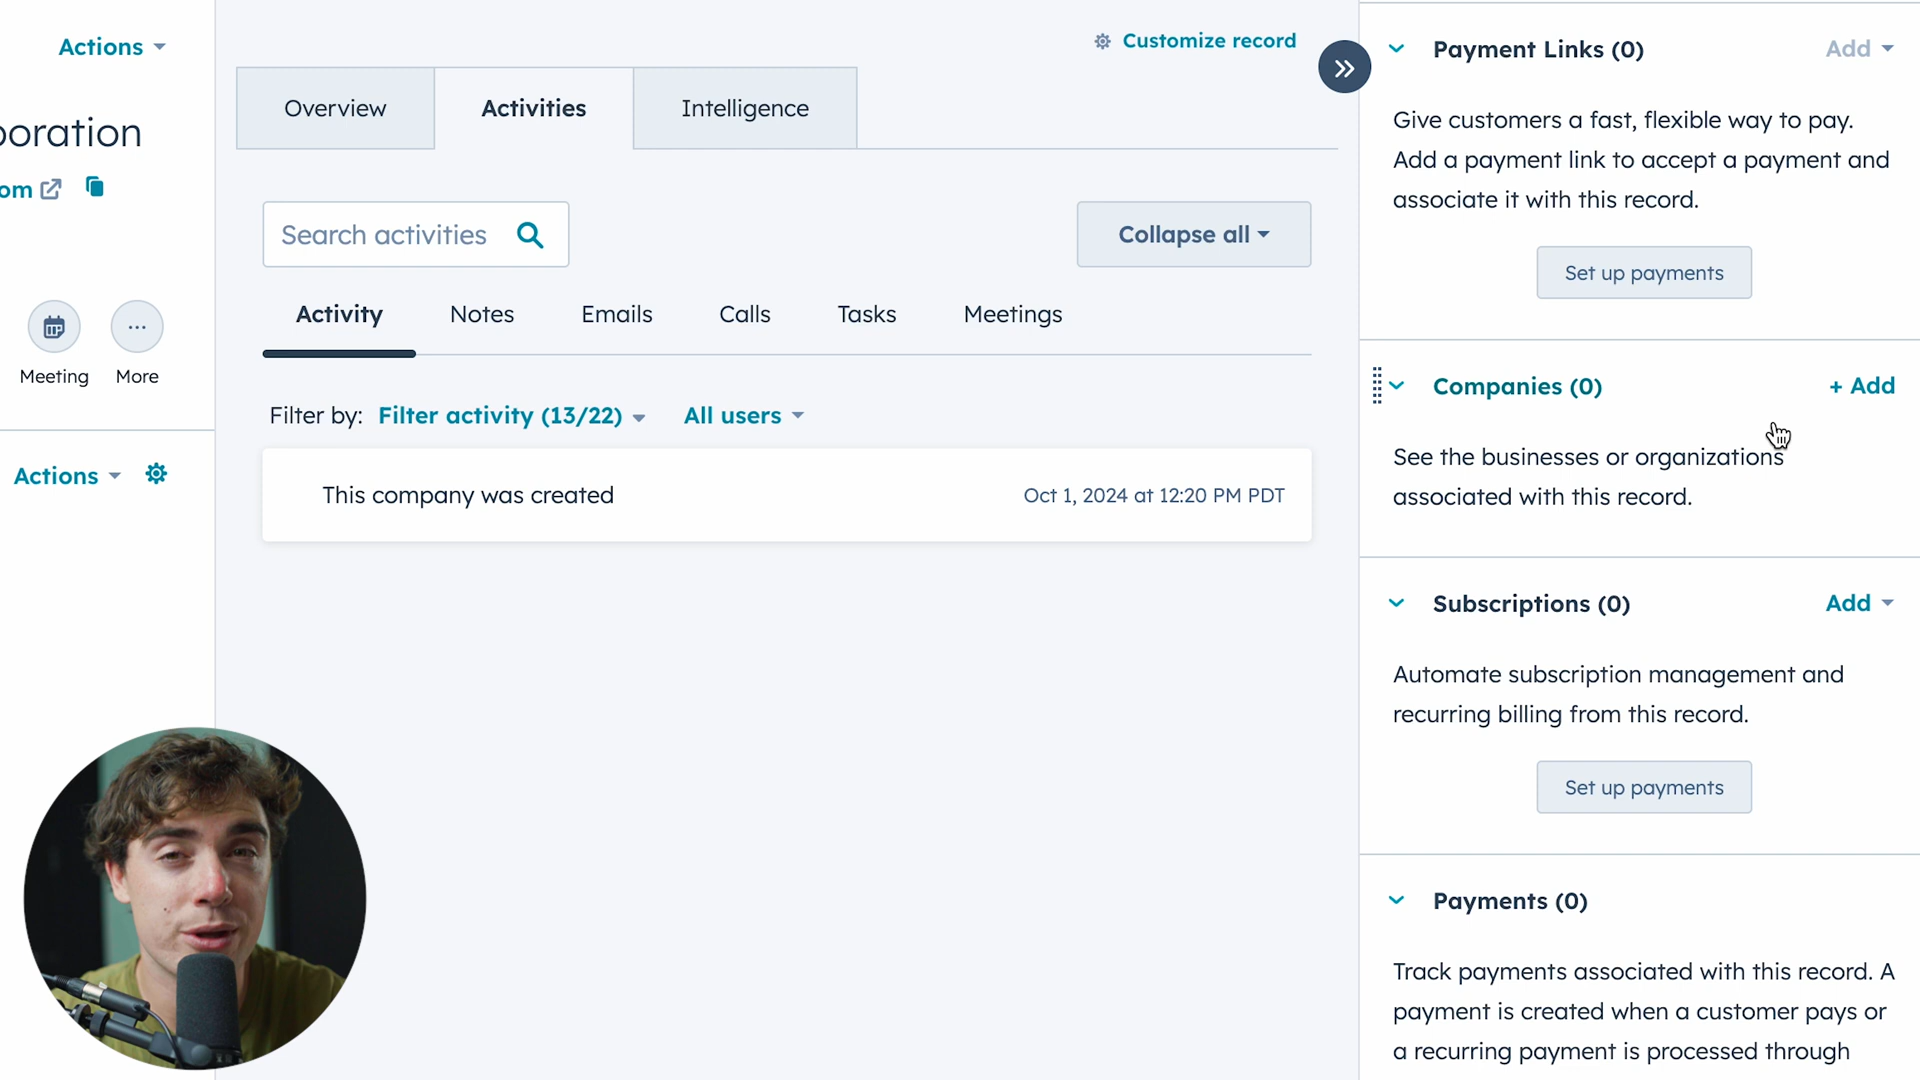 Actions
oration
om
Meeting
More
Actions
Customize record
Overview
Activities
Intelligence
Search activities
Collapse all
Activity
Notes
Emails
Calls
Tasks
Meetings
Filter by: Filter activity (13/22) All users
This company was created
Oct 1, 2024 at 12:20 PM PDT
Payment Links (0)
Add
Give customers a fast, flexible way to pay.
Add a payment link to accept a payment and
associate it with this record.
Set up payments
Companies (0)
+ Add
See the businesses or organizations
associated with this record.
Subscriptions (0)
Add
Automate subscription management and
recurring billing from this record.
Set up payments
Payments (0)
Track payments associated with this record. A
payment is created when a customer pays or
a recurring payment is processed through